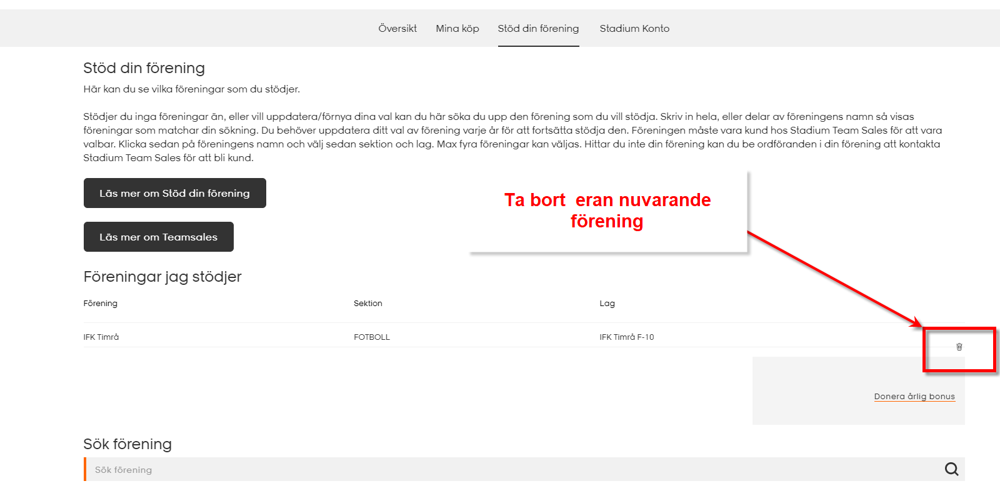 Översikt Mina köp Stöd din förening Stadium Konto
Stöd din förening
Här kan du se vilka föreningar som du stödjer.
Stödjer du inga föreningar än, eller vill uppdatera/förnya dina val kan du här söka du upp den förening som du vill stödja. Skriv in hela, eller delar av föreningens namn så visas
föreningar som matchar din sökning. Du behöver uppdatera ditt val av förening varje år för att fortsätta stödja den. Föreningen måste vara kund hos Stadium Team Sales för att vara
valbar. Klicka sedan på föreningens namn och välj sedan sektion och lag. Max fyra föreningar kan väljas. Hittar du inte din förening kan du be ordföranden i din förening att kontakta
Stadium Team Sales för att bli kund.
Läs mer om Stöd din förening
Ta bort  eran nuvarande
förening
Läs mer om Teamsales
Föreningar jag stödjer
Förening Sektion Lag
IFK Timrå FOTBOLL IFK Timrå F-10
Donera årlig bonus
Sök förening
Sök förening